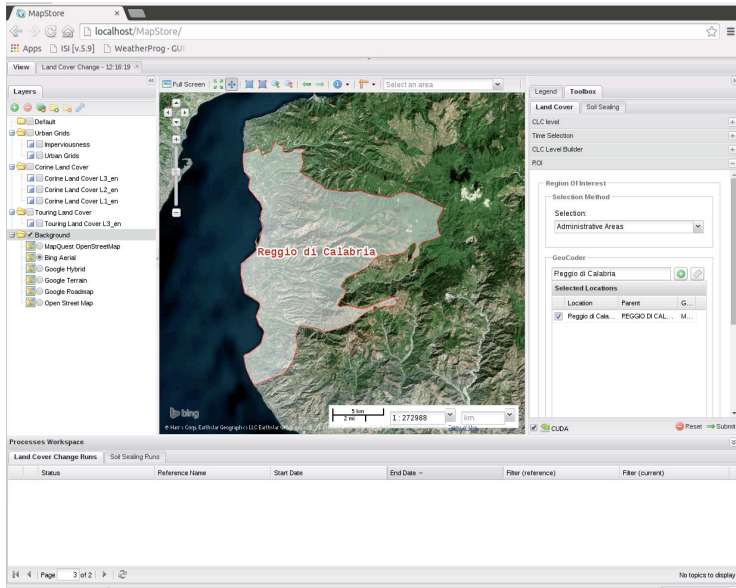 MapStore
localhost/MapStore/
Apps ISI [v.5.9] WeatherProg - GUI
View Land Cover Change - 12:16:19
Layers
Default
Urban Grids
Imperviousness
Urban Grids
Corine Land Cover
Corine Land Cover L3_en
Corine Land Cover L2_en
Corine Land Cover L1_en
Touring Land Cover
Touring Land Cover L3_en
Background
MapQuest OpenStreetMap
Bing Aerial
Google Hybrid
Google Terrain
Google Roadmap
Open Street Map
Full Screen Select an area
Reggio di Calabria
bing
5 km
2 mi
1 : 272988 km
Legend Toolbox
Land Cover Soil Sealing
CLC level
Time Selection
CLC Level Builder
ROI
Region Of Interest
Selection Method
Selection:
Administrative Areas
GeoCoder
Reggio di Calabria
Selected Locations
Location Parent G...
Reggio di Cala... REGGIO DI CAL... M...
CUDA Reset Submit
Processes Workspace
Land Cover Change Runs Soil Sealing Runs
Status Reference Name Start Date End Date Filter (reference) Filter (current)
Page 3 of 2 No topics to display